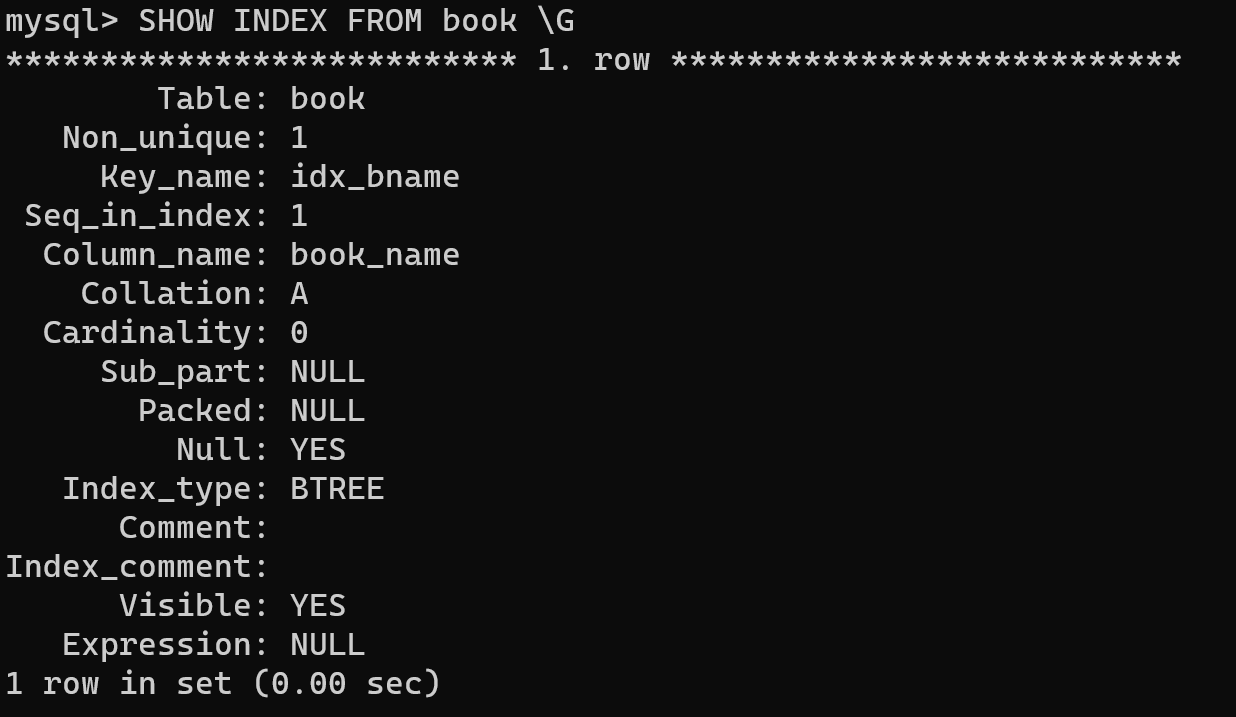 mysql> SHOW INDEX FROM book \G
*************************** 1. row ***************************
        Table: book
   Non_unique: 1
     Key_name: idx_bname
 Seq_in_index: 1
  Column_name: book_name
    Collation: A
  Cardinality: 0
     Sub_part: NULL
       Packed: NULL
         Null: YES
   Index_type: BTREE
      Comment:
Index_comment:
      Visible: YES
   Expression: NULL
1 row in set (0.00 sec)